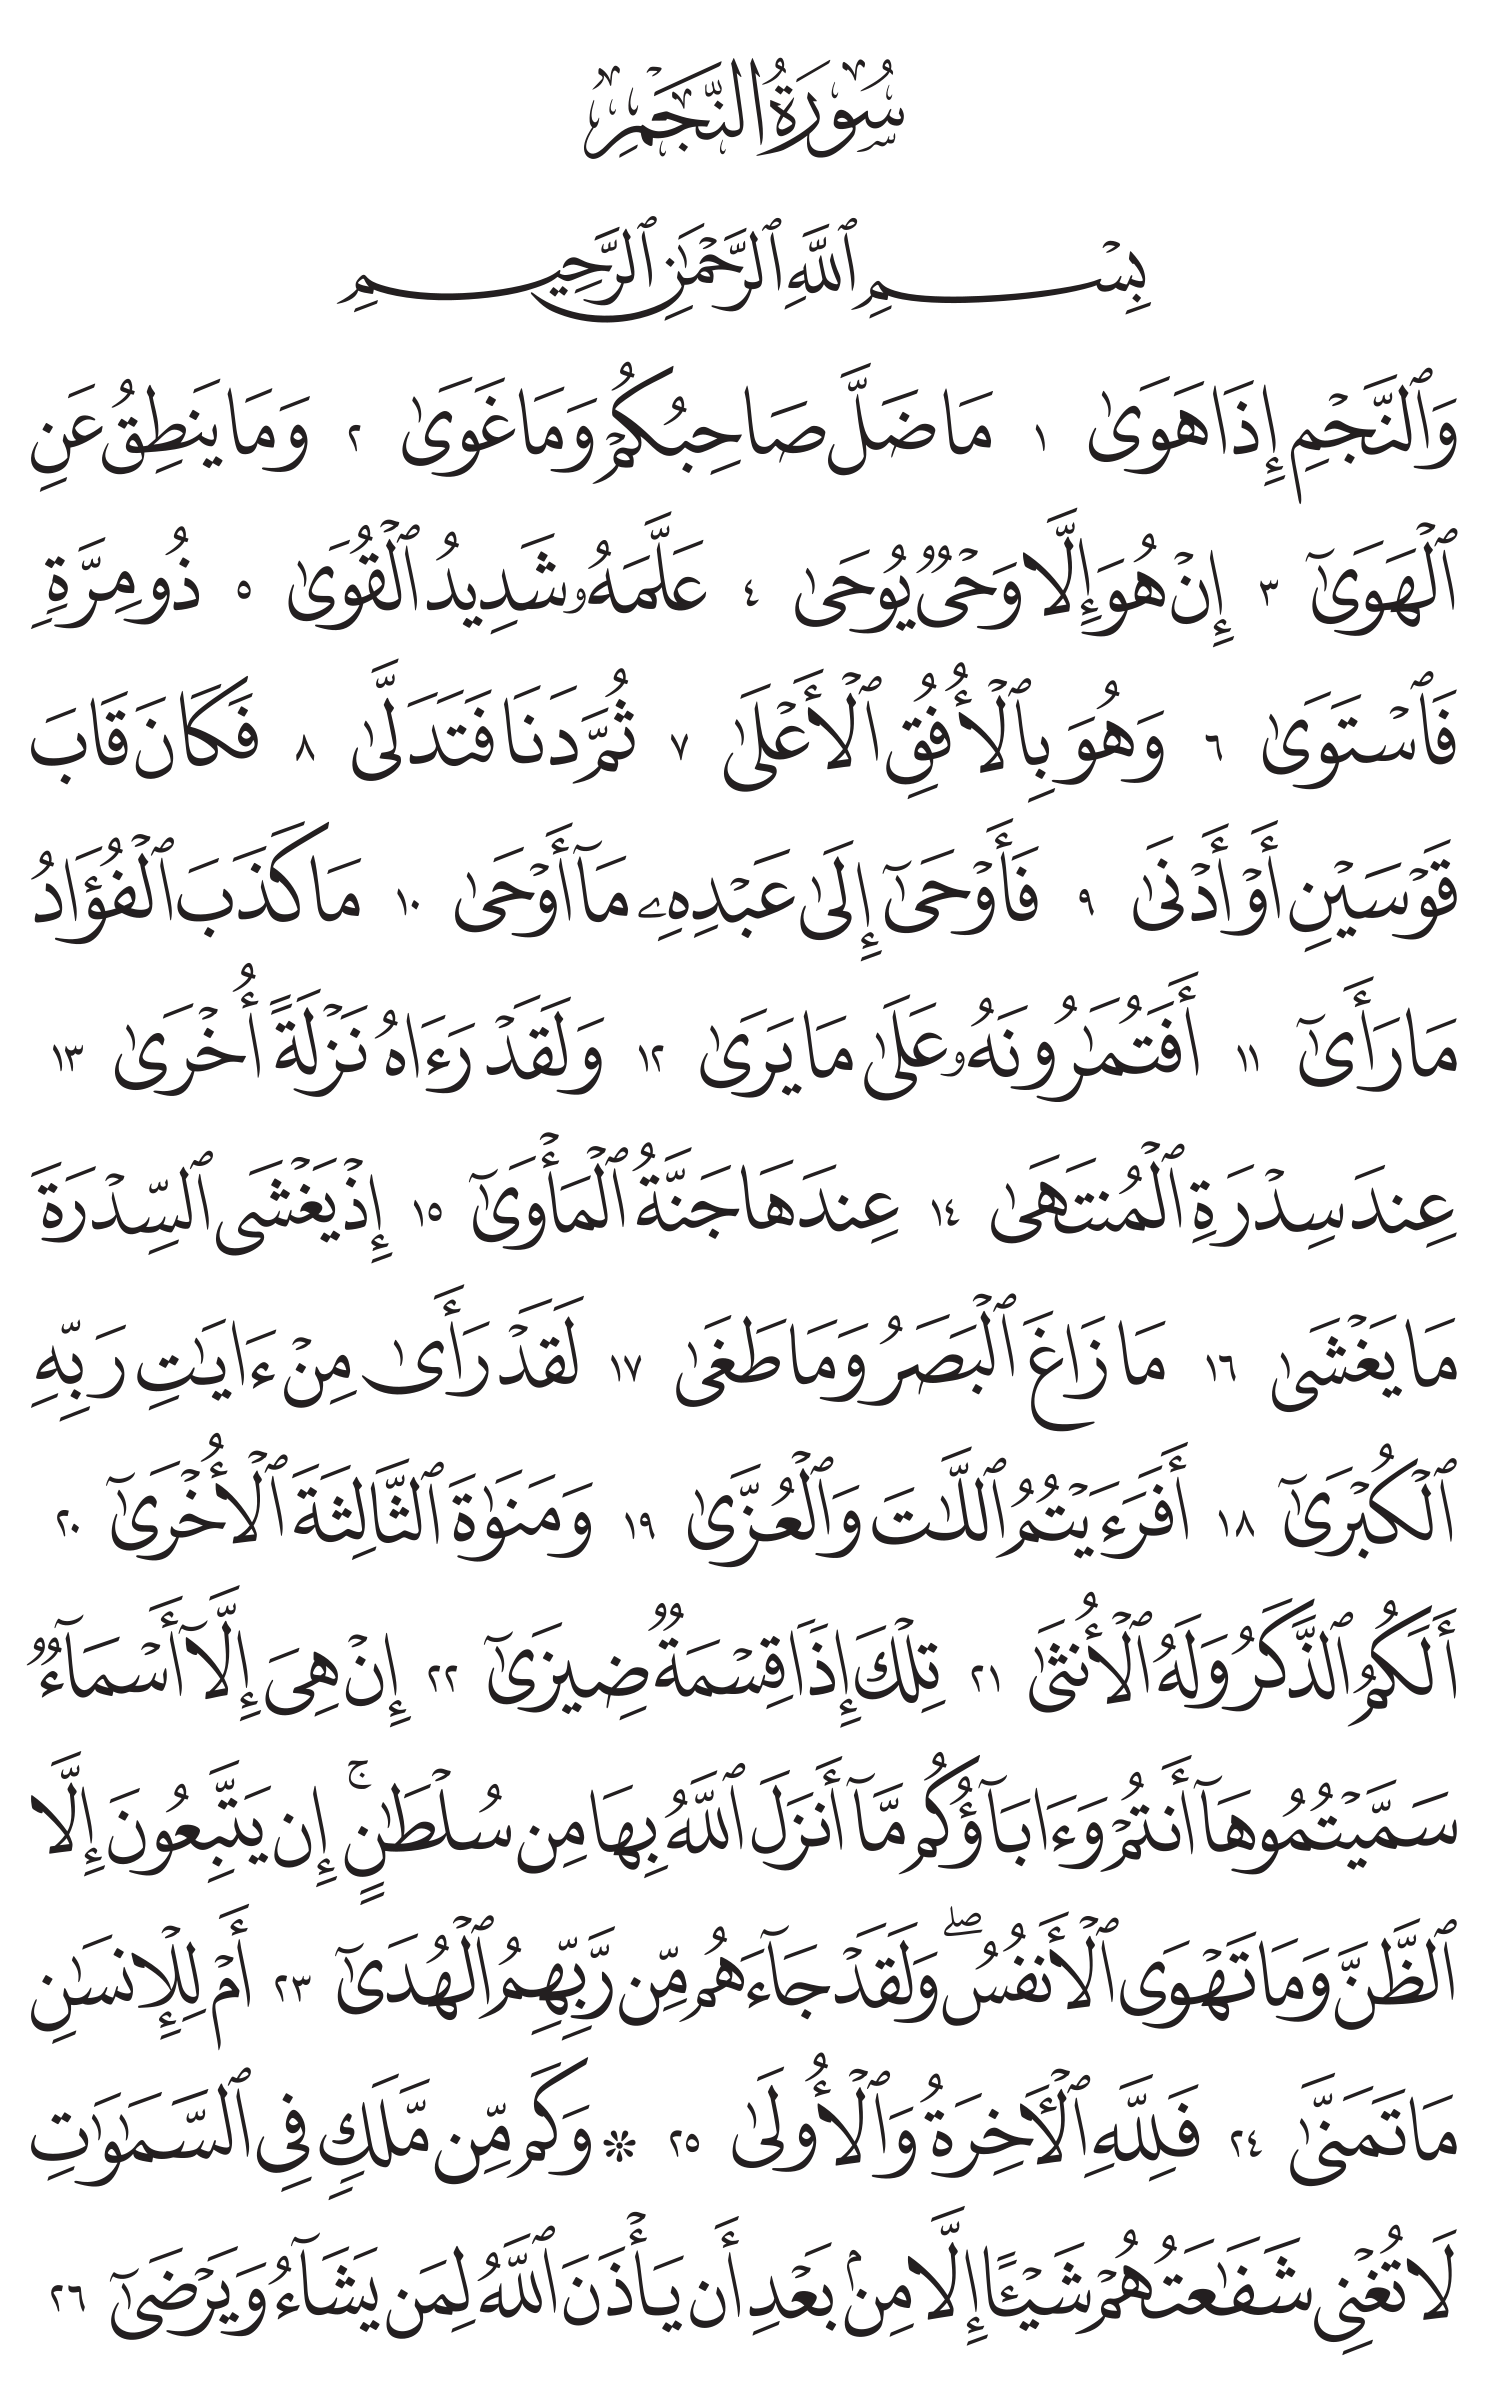 سُورَةُ النَّجۡمِ
بِسۡمِ ٱللَّهِ ٱلرَّحۡمَٰنِ ٱلرَّحِيمِ
وَٱلنَّجۡمِ إِذَا هَوَىٰ ١ مَا ضَلَّ صَاحِبُكُمۡ وَمَا غَوَىٰ ٢ وَمَا يَنطِقُ عَنِ
ٱلۡهَوَىٰٓ ٣ إِنۡ هُوَ إِلَّا وَحۡيٞ يُوحَىٰ ٤ عَلَّمَهُۥ شَدِيدُ ٱلۡقُوَىٰ ٥ ذُو مِرَّةٖ
فَٱسۡتَوَىٰ ٦ وَهُوَ بِٱلۡأُفُقِ ٱلۡأَعۡلَىٰ ٧ ثُمَّ دَنَا فَتَدَلَّىٰ ٨ فَكَانَ قَابَ
قَوۡسَيۡنِ أَوۡ أَدۡنَىٰ ٩ فَأَوۡحَىٰٓ إِلَىٰ عَبۡدِهِۦ مَآ أَوۡحَىٰ ١٠ مَا كَذَبَ ٱلۡفُؤَادُ
مَا رَأَىٰٓ ١١ أَفَتُمَٰرُونَهُۥ عَلَىٰ مَا يَرَىٰ ١٢ وَلَقَدۡ رَءَاهُ نَزۡلَةً أُخۡرَىٰ ١٣
عِندَ سِدۡرَةِ ٱلۡمُنتَهَىٰ ١٤ عِندَهَا جَنَّةُ ٱلۡمَأۡوَىٰٓ ١٥ إِذۡ يَغۡشَى ٱلسِّدۡرَةَ
مَا يَغۡشَىٰ ١٦ مَا زَاغَ ٱلۡبَصَرُ وَمَا طَغَىٰ ١٧ لَقَدۡ رَأَىٰ مِنۡ ءَايَٰتِ رَبِّهِ
ٱلۡكُبۡرَىٰٓ ١٨ أَفَرَءَيۡتُمُ ٱللَّٰتَ وَٱلۡعُزَّىٰ ١٩ وَمَنَوٰةَ ٱلثَّالِثَةَ ٱلۡأُخۡرَىٰٓ ٢٠
أَلَكُمُ ٱلذَّكَرُ وَلَهُ ٱلۡأُنثَىٰ ٢١ تِلۡكَ إِذٗا قِسۡمَةٞ ضِيزَىٰٓ ٢٢ إِنۡ هِيَ إِلَّآ أَسۡمَآءٞ
سَمَّيۡتُمُوهَآ أَنتُمۡ وَءَابَآؤُكُم مَّآ أَنزَلَ ٱللَّهُ بِهَا مِن سُلۡطَٰنٍۚ إِن يَتَّبِعُونَ إِلَّا
ٱلظَّنَّ وَمَا تَهۡوَى ٱلۡأَنفُسُۖ وَلَقَدۡ جَآءَهُم مِّن رَّبِّهِمُ ٱلۡهُدَىٰٓ ٢٣ أَمۡ لِلۡإِنسَٰنِ
مَا تَمَنَّىٰ ٢٤ فَلِلَّهِ ٱلۡأٓخِرَةُ وَٱلۡأُولَىٰ ٢٥ ۞ وَكَم مِّن مَّلَكٖ فِي ٱلسَّمَٰوَٰتِ
لَا تُغۡنِي شَفَٰعَتُهُمۡ شَيۡـًٔا إِلَّا مِنۢ بَعۡدِ أَن يَأۡذَنَ ٱللَّهُ لِمَن يَشَآءُ وَيَرۡضَىٰٓ ٢٦